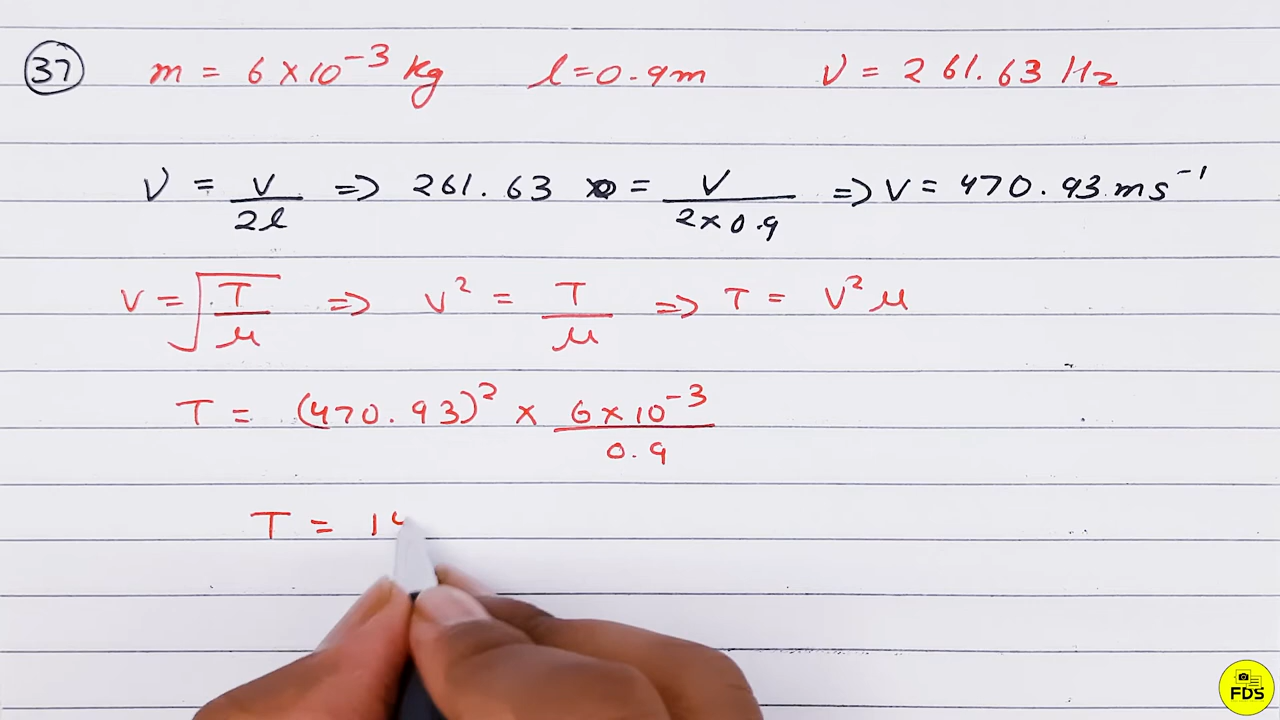 37 m = 6 × 10⁻³ Kg l = 0.9m ν = 261.63 Hz
ν = v/2l => 261.63 = v/2×0.9 => v = 470.93 ms⁻¹
v = √T/μ => v² = T/μ => T = v²μ
T = (470.93)² × 6×10⁻³/0.9
T = 14
FDS